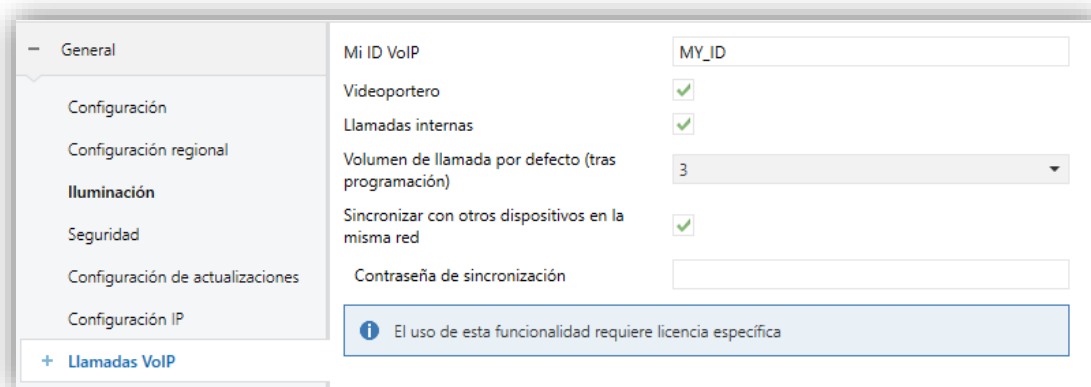 General
Configuración
Configuración regional
Iluminación
Seguridad
Configuración de actualizaciones
Configuración IP
Llamadas VoIP
Mi ID VoIP
MY_ID
Videoportero
Llamadas internas
Volumen de llamada por defecto (tras
programación)
3
Sincronizar con otros dispositivos en la
misma red
Contraseña de sincronización
El uso de esta funcionalidad requiere licencia específica